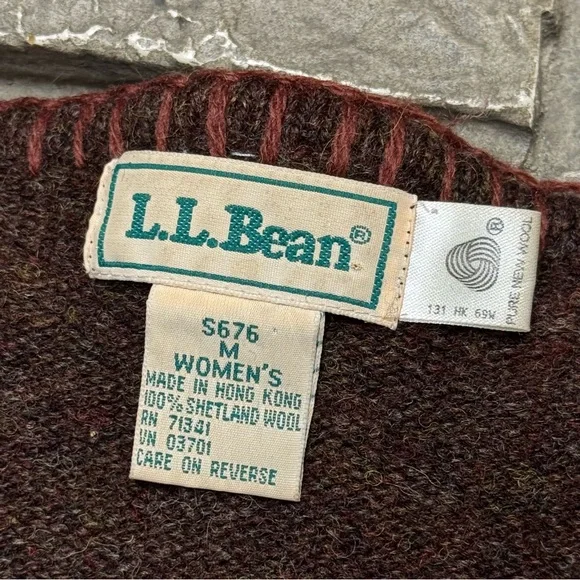 L.L.Bean®
®
PURE NEW WOOL
131 HK 69W
S676
M
WOMEN'S
MADE IN HONG KONG
100% SHETLAND WOOL
RN 71341
VN 03701
CARE ON REVERSE